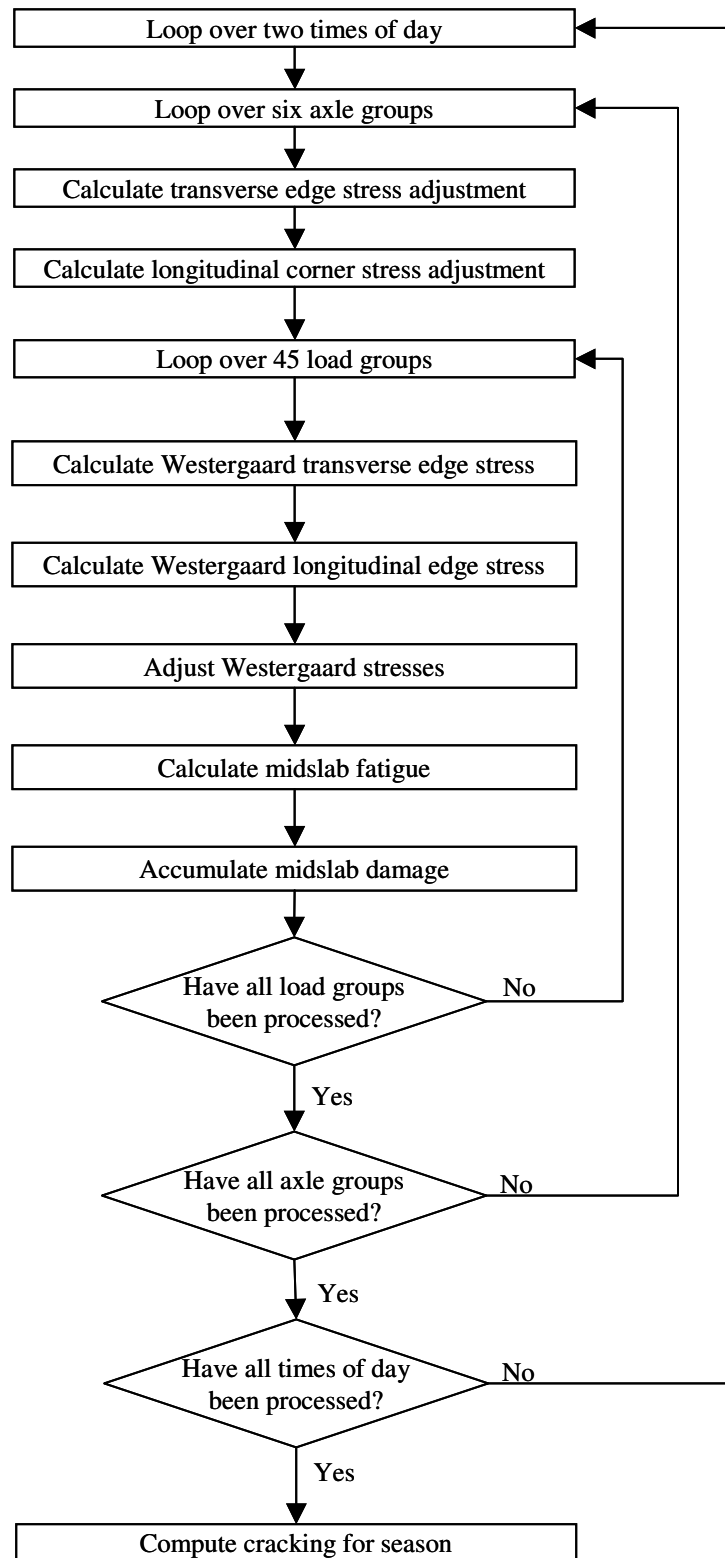 Loop over two times of day
Loop over six axle groups
Calculate transverse edge stress adjustment
Calculate longitudinal corner stress adjustment
Loop over 45 load groups
Calculate Westergaard transverse edge stress
Calculate Westergaard longitudinal edge stress
Adjust Westergaard stresses
Calculate midslab fatigue
Accumulate midslab damage
Have all load groups
been processed?
No
Yes
Have all axle groups
been processed?
No
Yes
Have all times of day
been processed?
No
Yes
Compute cracking for season